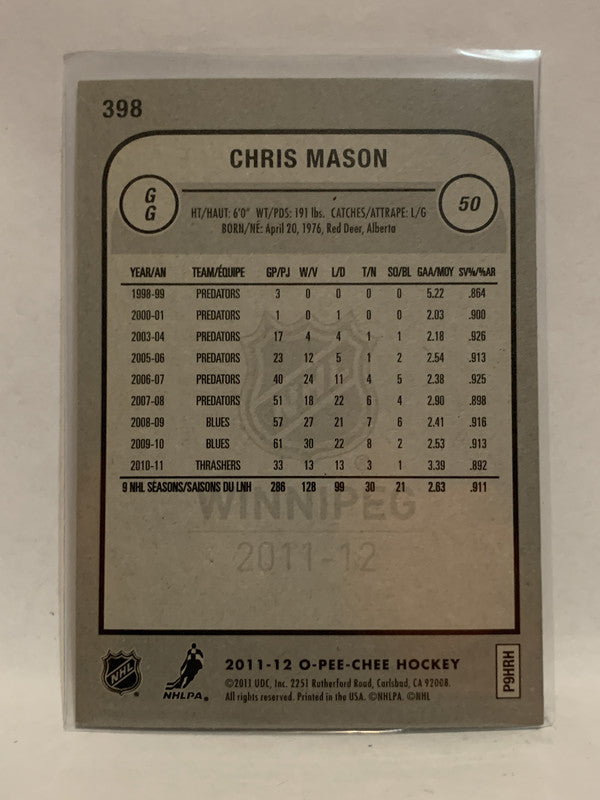 398
CHRIS MASON
G
G
HT/HAUT: 6'0" WT/PDS: 191 lbs. CATCHES/ATTRAPE: L/G
50
BORN/NÉ: April 20, 1976, Red Deer, Alberta
YEAR/AN TEAM/ÉQUIPE GP/PJ W/V L/D T/N SO/BL GAA/MOY SV%/%AR
1998-99 PREDATORS 3 0 0 0 0 5.22 .864
2000-01 PREDATORS 1 0 1 0 0 2.03 .900
2003-04 PREDATORS 17 4 4 1 1 2.18 .926
2005-06 PREDATORS 23 12 5 1 2 2.54 .913
2006-07 PREDATORS 40 24 11 4 5 2.38 .925
2007-08 PREDATORS 51 18 22 6 4 2.90 .898
2008-09 BLUES 57 27 21 7 6 2.41 .916
2009-10 BLUES 61 30 22 8 2 2.53 .913
2010-11 THRASHERS 33 13 13 3 1 3.39 .892
9 NHL SEASONS/SAISONS DU LNH 286 128 99 30 21 2.63 .911
WINNIPEG
2011-12
NHL
NHLPA.
2011-12 O-PEE-CHEE HOCKEY
©2011 UDC, Inc. 2251 Rutherford Road, Carlsbad, CA 92008.
All rights reserved. Printed in the USA. ©NHLPA. ©NHL
P9HRH